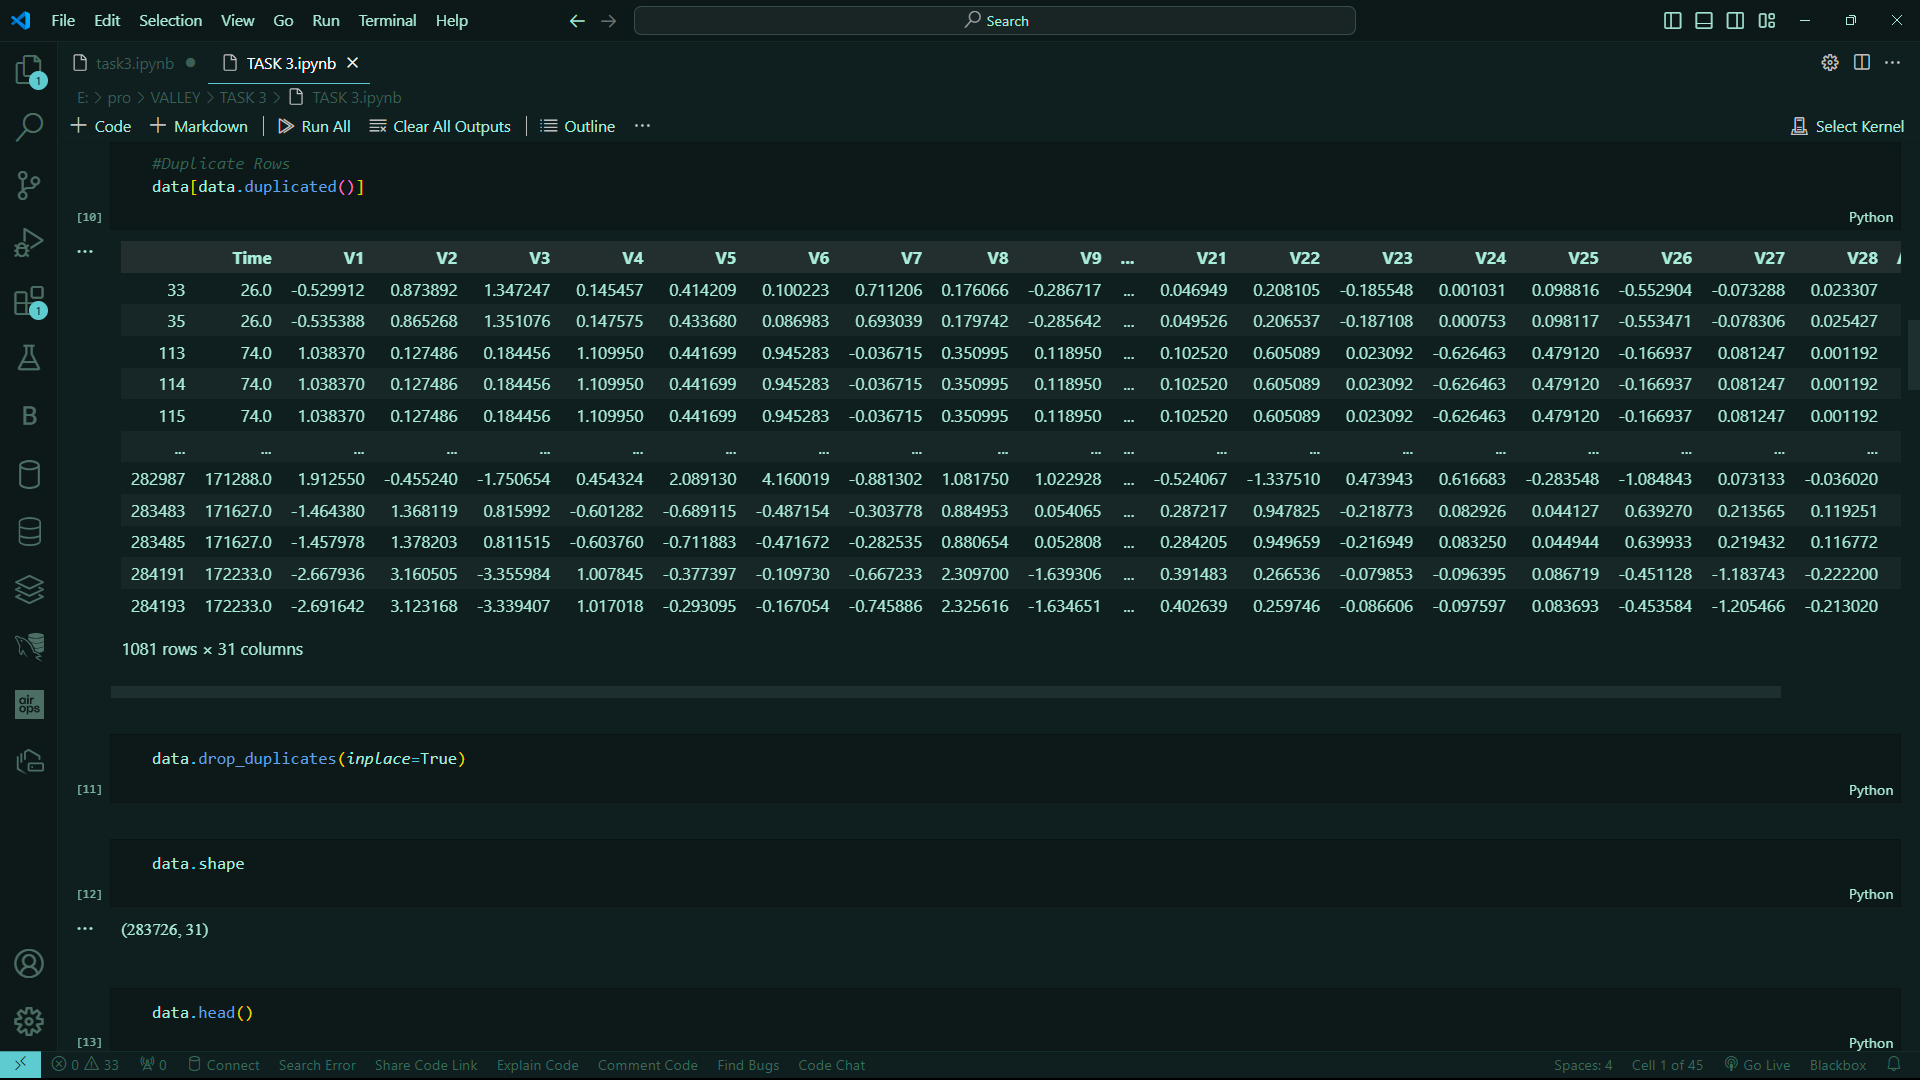 File Edit Selection View Go Run Terminal Help Search
task3.ipynb TASK 3.ipynb
E: > pro > VALLEY > TASK 3 > TASK 3.ipynb
+ Code + Markdown Run All Clear All Outputs Outline ... Select Kernel
#Duplicate Rows
data[data.duplicated()]
[10] Python
Time V1 V2 V3 V4 V5 V6 V7 V8 V9 ... V21 V22 V23 V24 V25 V26 V27 V28
33 26.0 -0.529912 0.873892 1.347247 0.145457 0.414209 0.100223 0.711206 0.176066 -0.286717 ... 0.046949 0.208105 -0.185548 0.001031 0.098816 -0.552904 -0.073288 0.023307
35 26.0 -0.535388 0.865268 1.351076 0.147575 0.433680 0.086983 0.693039 0.179742 -0.285642 ... 0.049526 0.206537 -0.187108 0.000753 0.098117 -0.553471 -0.078306 0.025427
113 74.0 1.038370 0.127486 0.184456 1.109950 0.441699 0.945283 -0.036715 0.350995 0.118950 ... 0.102520 0.605089 0.023092 -0.626463 0.479120 -0.166937 0.081247 0.001192
114 74.0 1.038370 0.127486 0.184456 1.109950 0.441699 0.945283 -0.036715 0.350995 0.118950 ... 0.102520 0.605089 0.023092 -0.626463 0.479120 -0.166937 0.081247 0.001192
115 74.0 1.038370 0.127486 0.184456 1.109950 0.441699 0.945283 -0.036715 0.350995 0.118950 ... 0.102520 0.605089 0.023092 -0.626463 0.479120 -0.166937 0.081247 0.001192
... ... ... ... ... ... ... ... ... ... ... ... ... ... ... ... ... ... ... ...
282987 171288.0 1.912550 -0.455240 -1.750654 0.454324 2.089130 4.160019 -0.881302 1.081750 1.022928 ... -0.524067 -1.337510 0.473943 0.616683 -0.283548 -1.084843 0.073133 -0.036020
283483 171627.0 -1.464380 1.368119 0.815992 -0.601282 -0.689115 -0.487154 -0.303778 0.884953 0.054065 ... 0.287217 0.947825 -0.218773 0.082926 0.044127 0.639270 0.213565 0.119251
283485 171627.0 -1.457978 1.378203 0.811515 -0.603760 -0.711883 -0.471672 -0.282535 0.880654 0.052808 ... 0.284205 0.949659 -0.216949 0.083250 0.044944 0.639933 0.219432 0.116772
284191 172233.0 -2.667936 3.160505 -3.355984 1.007845 -0.377397 -0.109730 -0.667233 2.309700 -1.639306 ... 0.391483 0.266536 -0.079853 -0.096395 0.086719 -0.451128 -1.183743 -0.222200
284193 172233.0 -2.691642 3.123168 -3.339407 1.017018 -0.293095 -0.167054 -0.745886 2.325616 -1.634651 ... 0.402639 0.259746 -0.086606 -0.097597 0.083693 -0.453584 -1.205466 -0.213020
1081 rows × 31 columns
data.drop_duplicates(inplace=True)
[11] Python
data.shape
[12] Python
(283726, 31)
data.head()
[13] Python
1
1
B
air
ops
0 33 0 Connect Search Error Share Code Link Explain Code Comment Code Find Bugs Code Chat Spaces: 4 Cell 1 of 45 Go Live Blackbox